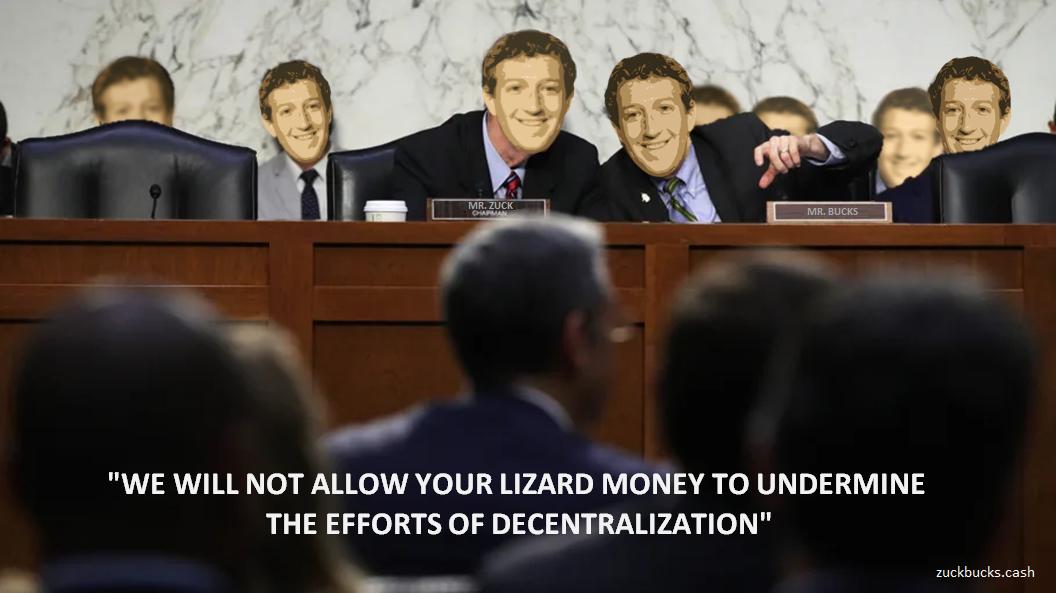 MR. ZUCK
CHAIRMAN
MR. BUCKS
"WE WILL NOT ALLOW YOUR LIZARD MONEY TO UNDERMINE
THE EFFORTS OF DECENTRALIZATION"
zuckbucks.cash